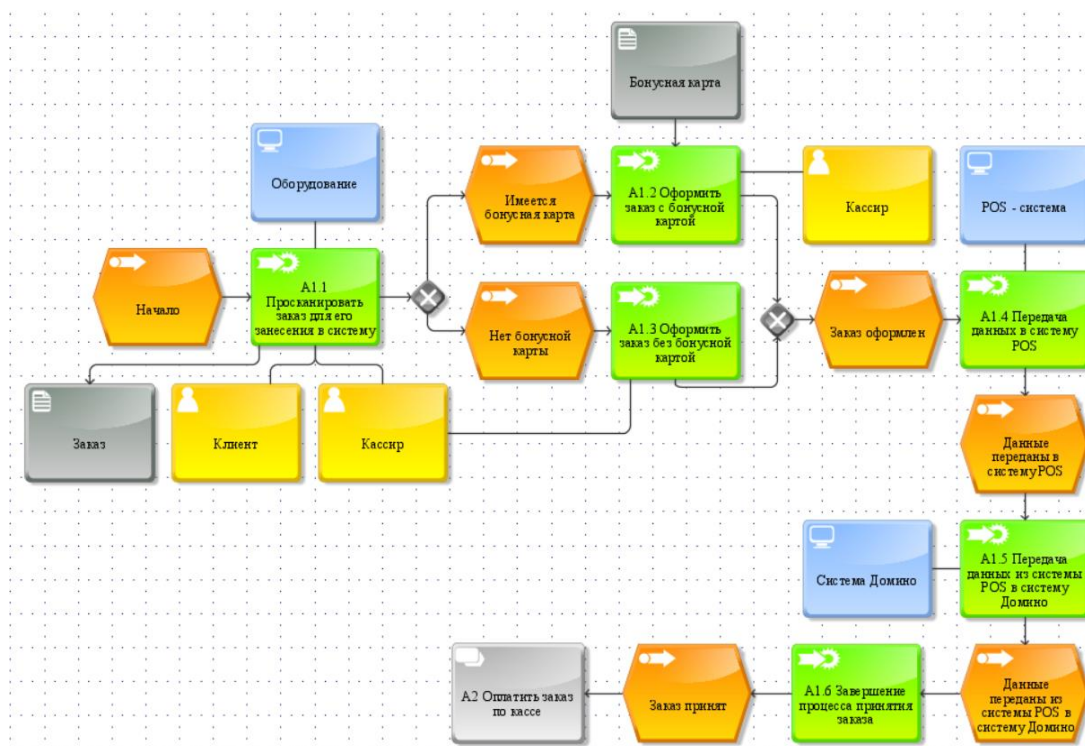 Бонусная карта
Оборудование
Имеется
бонусная карта
А1.2 Оформить
заказ с бонусной
картой
Кассир
POS - система
Начало
А1.1
Просканировать
заказ для его
занесения в систему
Нет бонусной
карты
А1.3 Оформить
заказ без бонусной
картой
Заказ оформлен
А1.4 Передача
данных в систему
POS
Заказ
Клиент
Кассир
Данные
переданы в
систему POS
Система Домино
А1.5 Передача
данных из системы
POS в систему
Домино
А2 Оплатить заказ
по кассе
Заказ принят
А1.6 Завершение
процесса принятия
заказа
Данные
переданы из
системы POS в
систему Домино